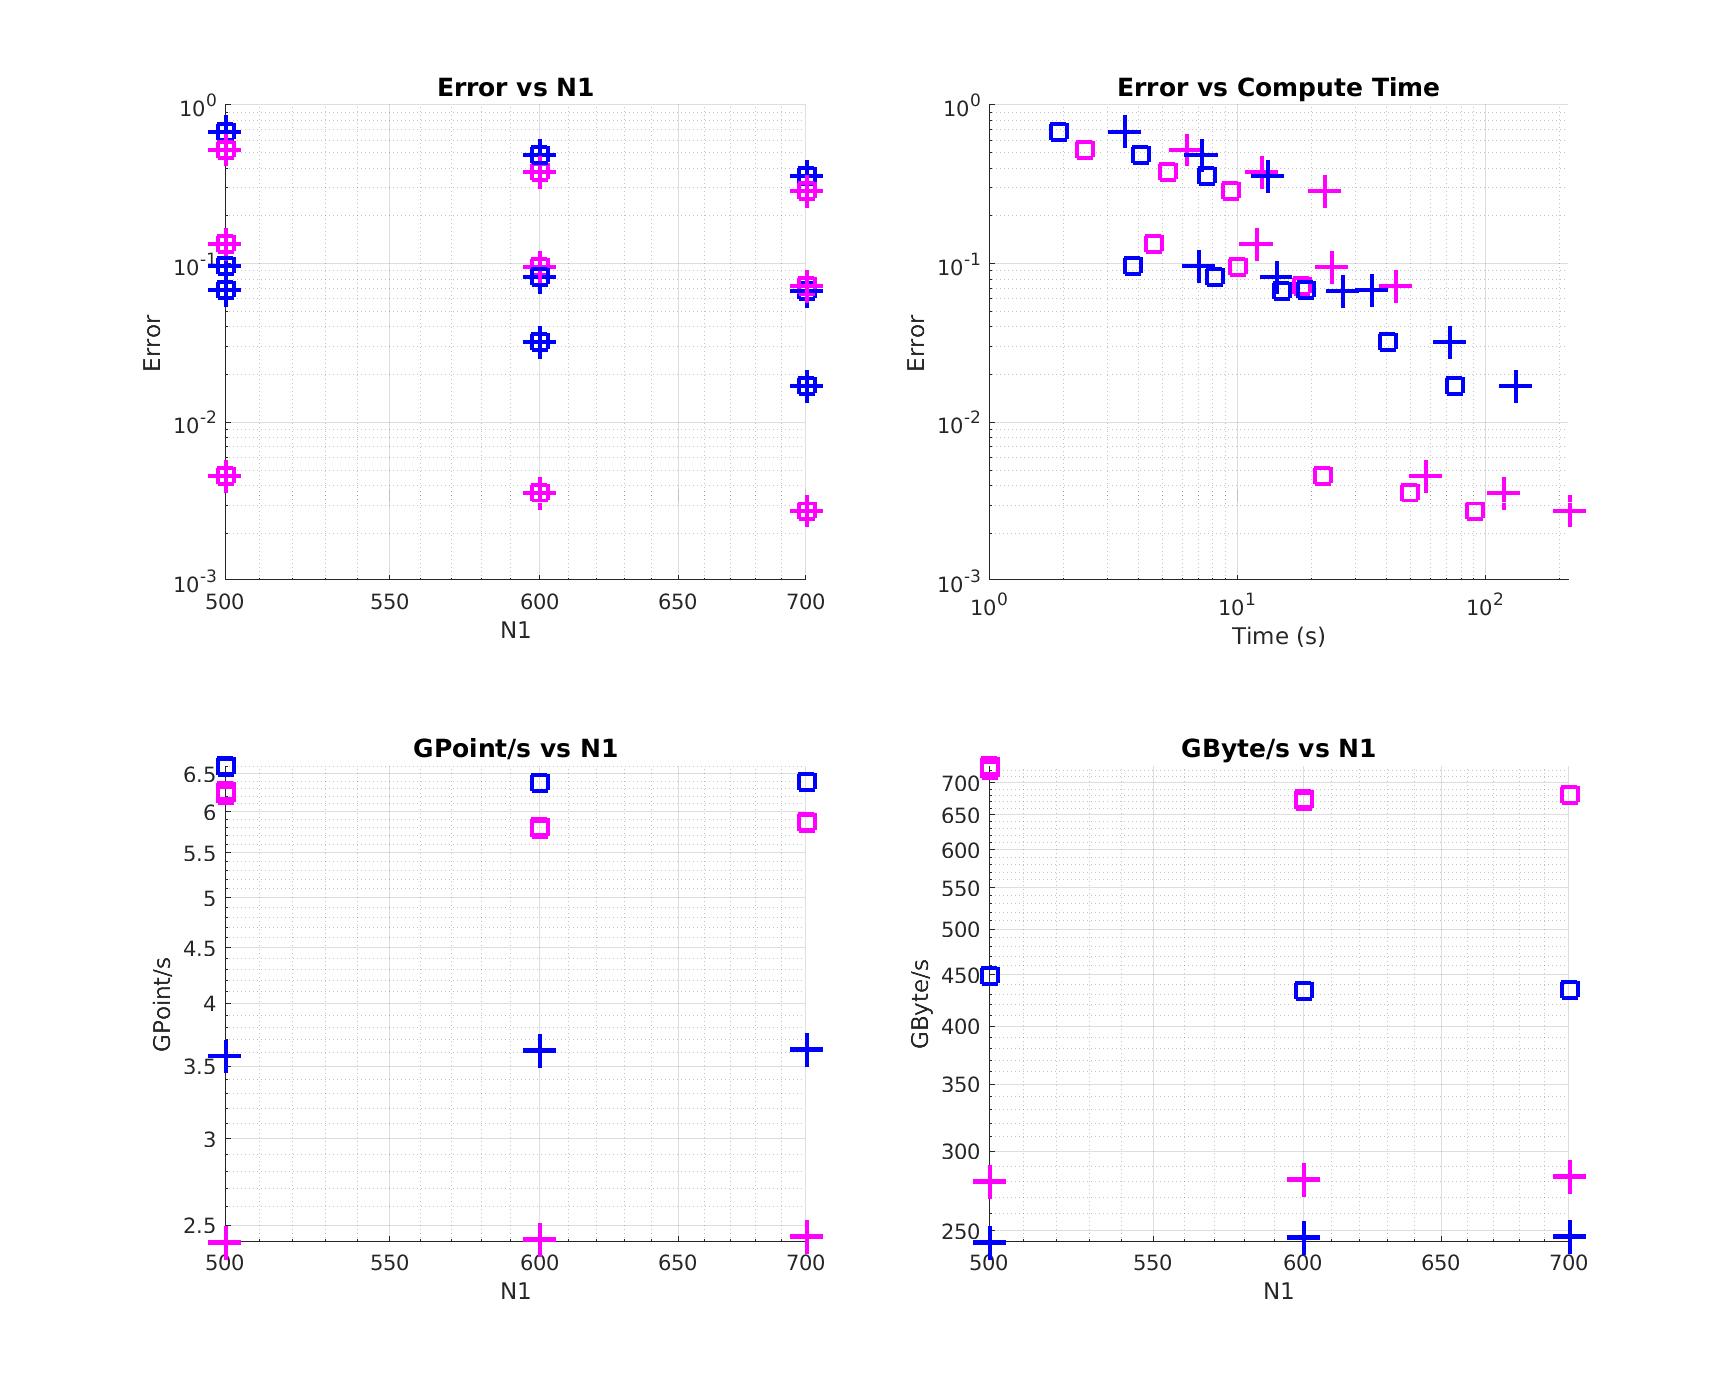 Error vs N1
10^0
10^-1
10^-2
10^-3
Error
500 550 600 650 700
N1
Error vs Compute Time
10^0
10^-1
10^-2
10^-3
Error
10^0 10^1 10^2
Time (s)
GPoint/s vs N1
6.5
6
5.5
5
4.5
4
3.5
3
2.5
GPoint/s
500 550 600 650 700
N1
GByte/s vs N1
700
650
600
550
500
450
400
350
300
250
GByte/s
500 550 600 650 700
N1